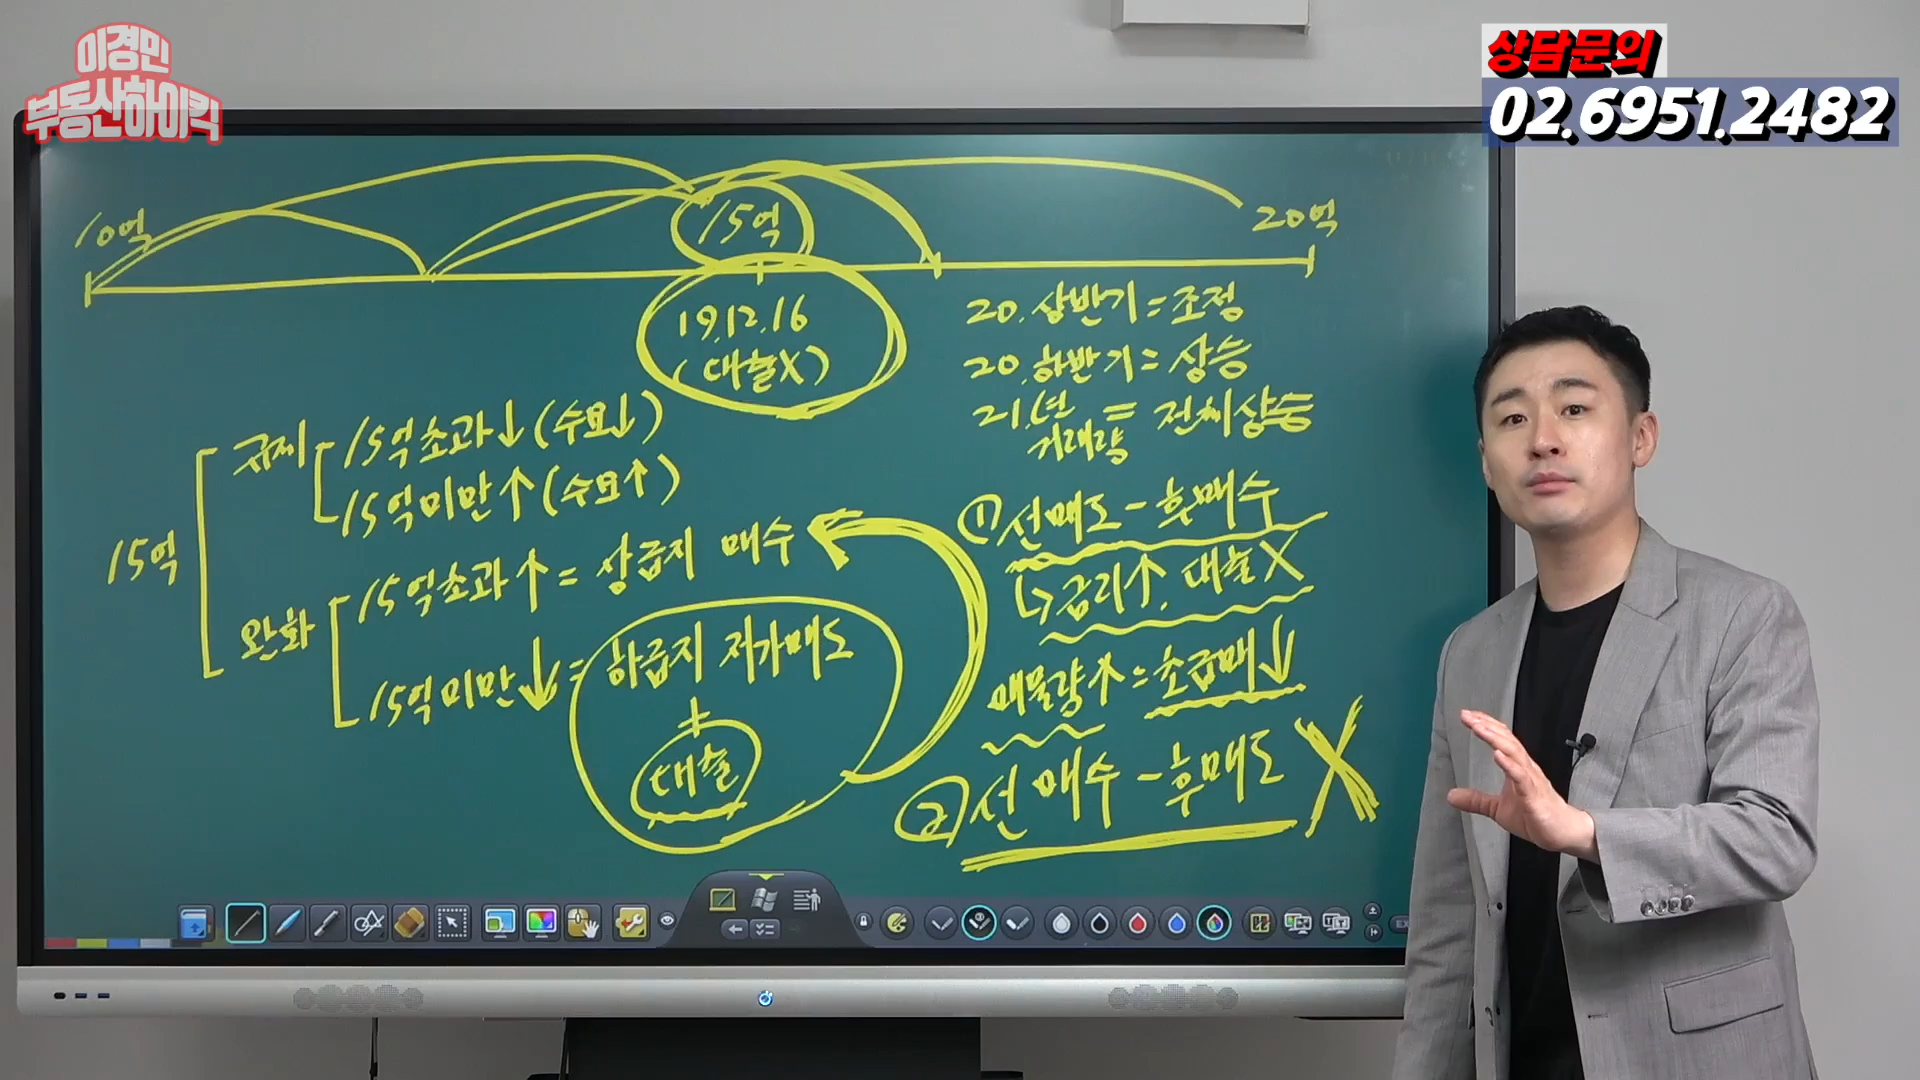 이경민
부동산하이킥
상담문의
02.6951.2482
10억
15억
20억
19.12.16
(대출X)
20.상반기=조정
20.하반기=상승
21년 = 전체상승
거래량
15억
규제
15억초과↓(수요↓)
15억미만↑(수요↑)
완화
15억초과↑= 상급지 매수
15억미만↓= 하급지 저가매도
+
대출
①선매도-후매수
↳금리↑. 대출X
매물량↑=초급매↓
②선매수-후매도 X